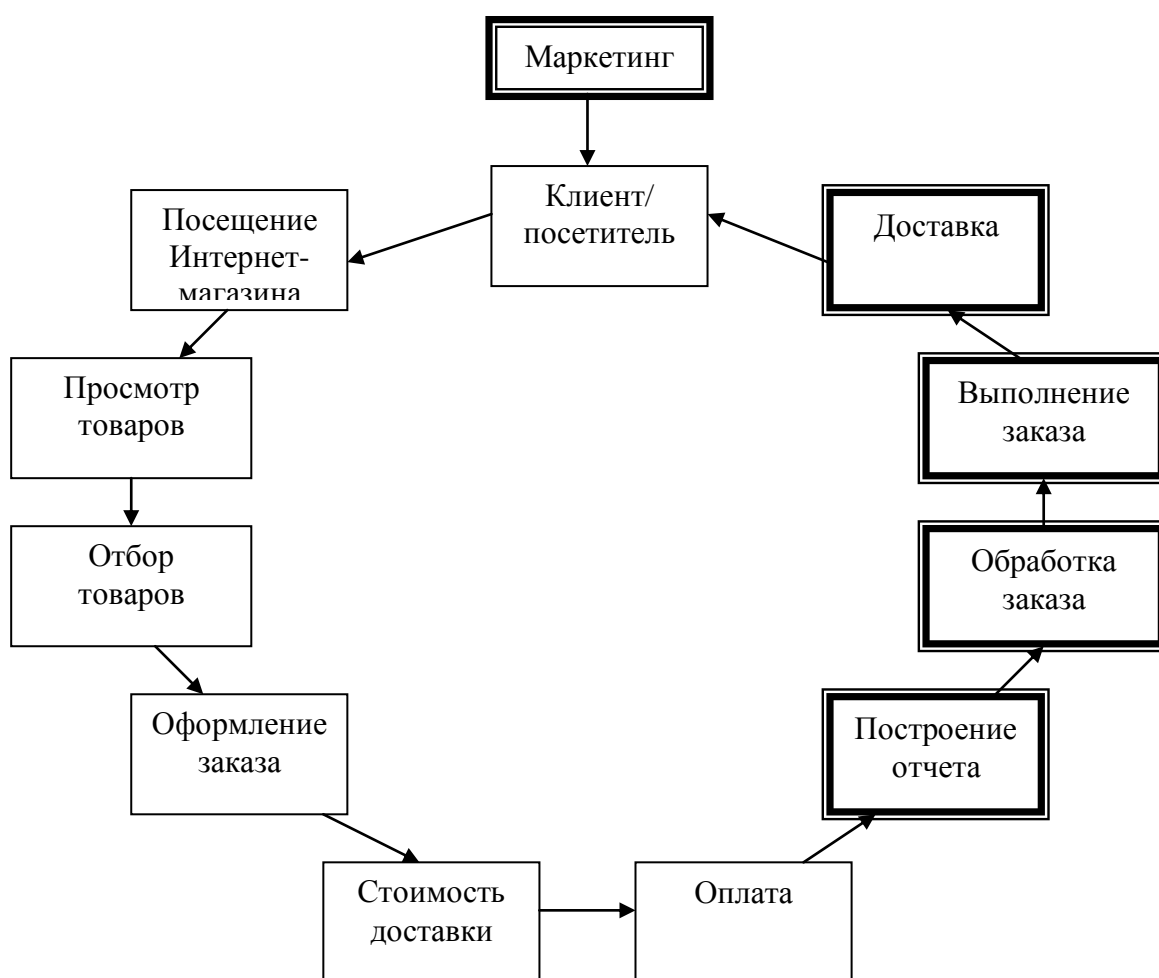 Маркетинг
Клиент/
посетитель
Посещение
Интернет-
магазина
Просмотр
товаров
Отбор
товаров
Оформление
заказа
Стоимость
доставки
Оплата
Построение
отчета
Обработка
заказа
Выполнение
заказа
Доставка